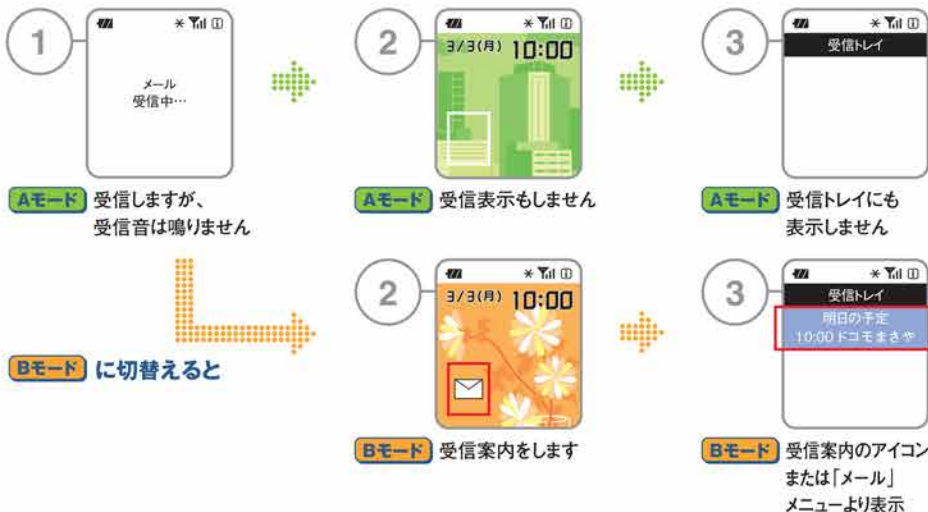 1
メール
受信中…
Aモード 受信しますが、
受信音は鳴りません
2
3/3(月) 10:00
Aモード 受信表示もしません
3
受信トレイ
Aモード 受信トレイにも
表示しません
Bモード に切替えると
2
3/3(月) 10:00
Bモード 受信案内をします
3
受信トレイ
明日の予定
10:00 ドコモまさや
Bモード 受信案内のアイコン
または「メール」
メニューより表示